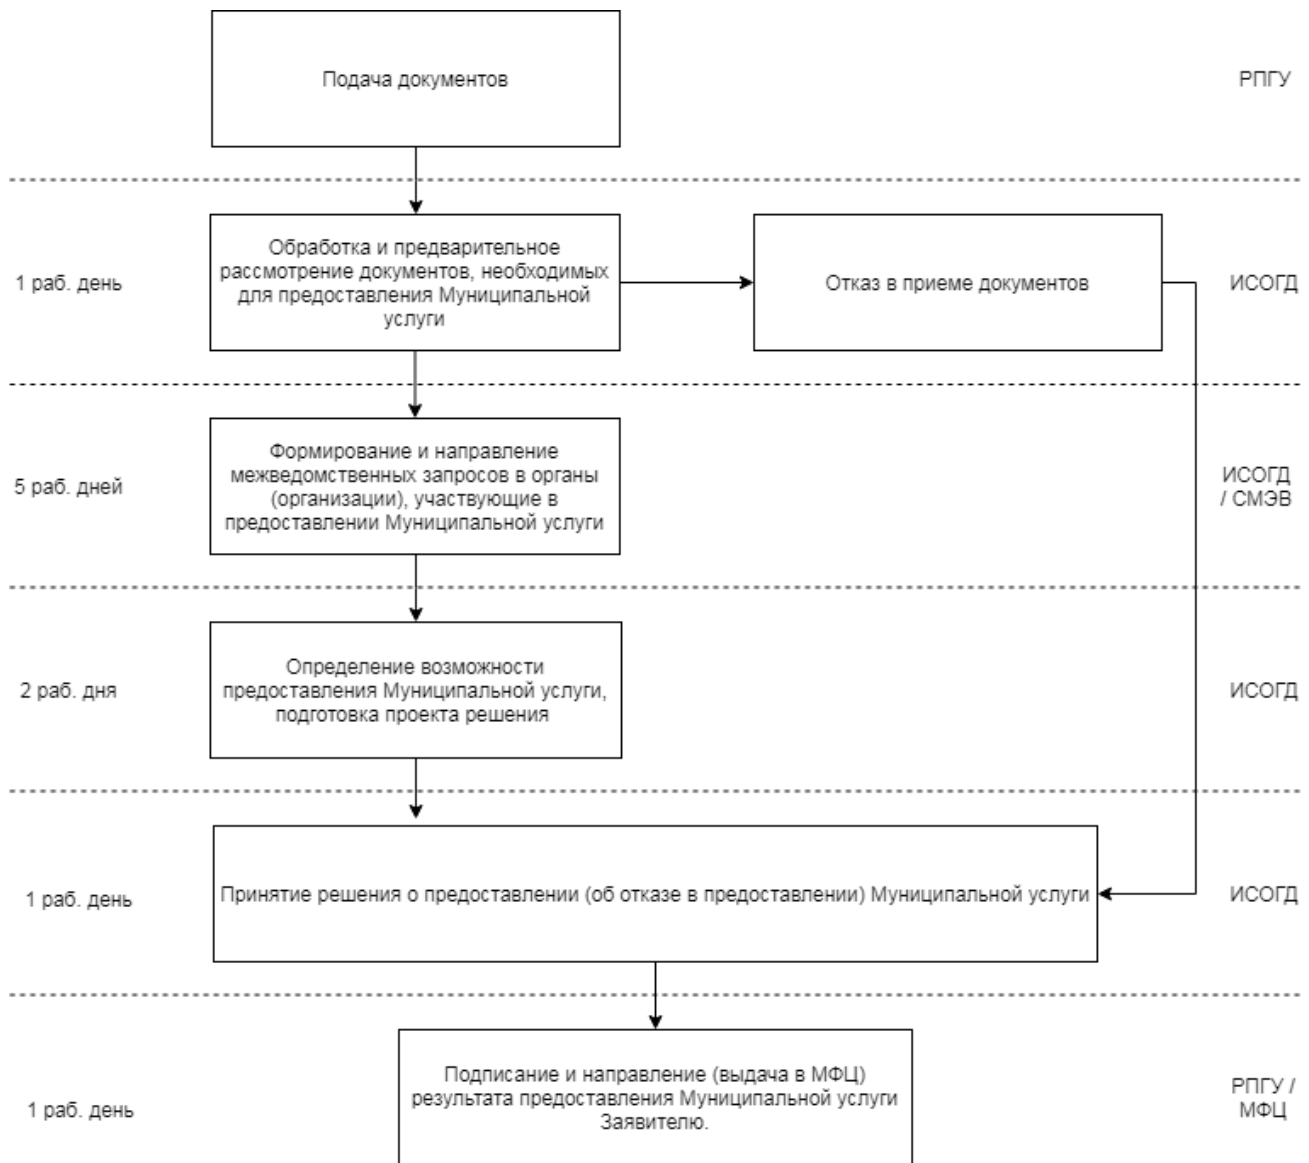 Подача документов
РПГУ
1 раб. день
Обработка и предварительное
рассмотрение документов, необходимых
для предоставления Муниципальной
услуги
Отказ в приеме документов
ИСОГД
5 раб. дней
Формирование и направление
межведомственных запросов в органы
(организации), участвующие в
предоставлении Муниципальной услуги
ИСОГД
/ СМЭВ
2 раб. дня
Определение возможности
предоставления Муниципальной услуги,
подготовка проекта решения
ИСОГД
1 раб. день
Принятие решения о предоставлении (об отказе в предоставлении) Муниципальной услуги
ИСОГД
1 раб. день
Подписание и направление (выдача в МФЦ)
результата предоставления Муниципальной услуги
Заявителю.
РПГУ /
МФЦ